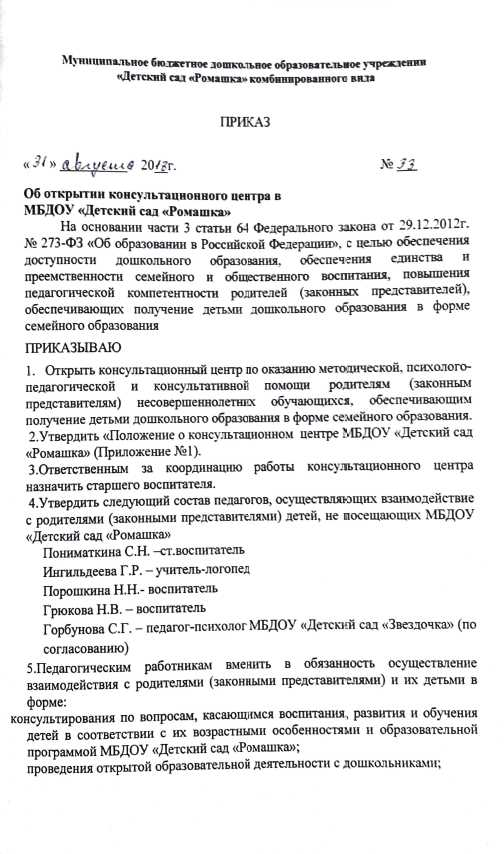 Муниципальное бюджетное дошкольное образовательное учреждении
«Детский сад «Ромашка» комбинированного вида
ПРИКАЗ
«31» августа 2018г. № 33
Об открытии консультационного центра в
МБДОУ «Детский сад «Ромашка»
На основании части 3 статьи 64 Федерального закона от 29.12.2012г.
№ 273-ФЗ «Об образовании в Российской Федерации», с целью обеспечения
доступности дошкольного образования, обеспечения единства и
преемственности семейного и общественного воспитания, повышения
педагогической компетентности родителей (законных представителей),
обеспечивающих получение детьми дошкольного образования в форме
семейного образования
ПРИКАЗЫВАЮ
1. Открыть консультационный центр по оказанию методической, психолого-
педагогической и консультативной помощи родителям (законным
представителям) несовершеннолетних обучающихся, обеспечивающим
получение детьми дошкольного образования в форме семейного образования.
2.Утвердить «Положение о консультационном центре МБДОУ «Детский сад
«Ромашка» (Приложение №1).
3.Ответственным за координацию работы консультационного центра
назначить старшего воспитателя.
4.Утвердить следующий состав педагогов, осуществляющих взаимодействие
с родителями (законными представителями) детей, не посещающих МБДОУ
«Детский сад «Ромашка»
Пониматкина С.Н. –ст.воспитатель
Ингильдеева Г.Р. – учитель-логопед
Порошкина Н.Н.- воспитатель
Грюкова Н.В. – воспитатель
Горбунова С.Г. – педагог-психолог МБДОУ «Детский сад «Звездочка» (по
согласованию)
5.Педагогическим работникам вменить в обязанность осуществление
взаимодействия с родителями (законными представителями) и их детьми в
форме:
консультирования по вопросам, касающимся воспитания, развития и обучения
детей в соответствии с их возрастными особенностями и образовательной
программой МБДОУ «Детский сад «Ромашка»;
проведения открытой образовательной деятельности с дошкольниками;